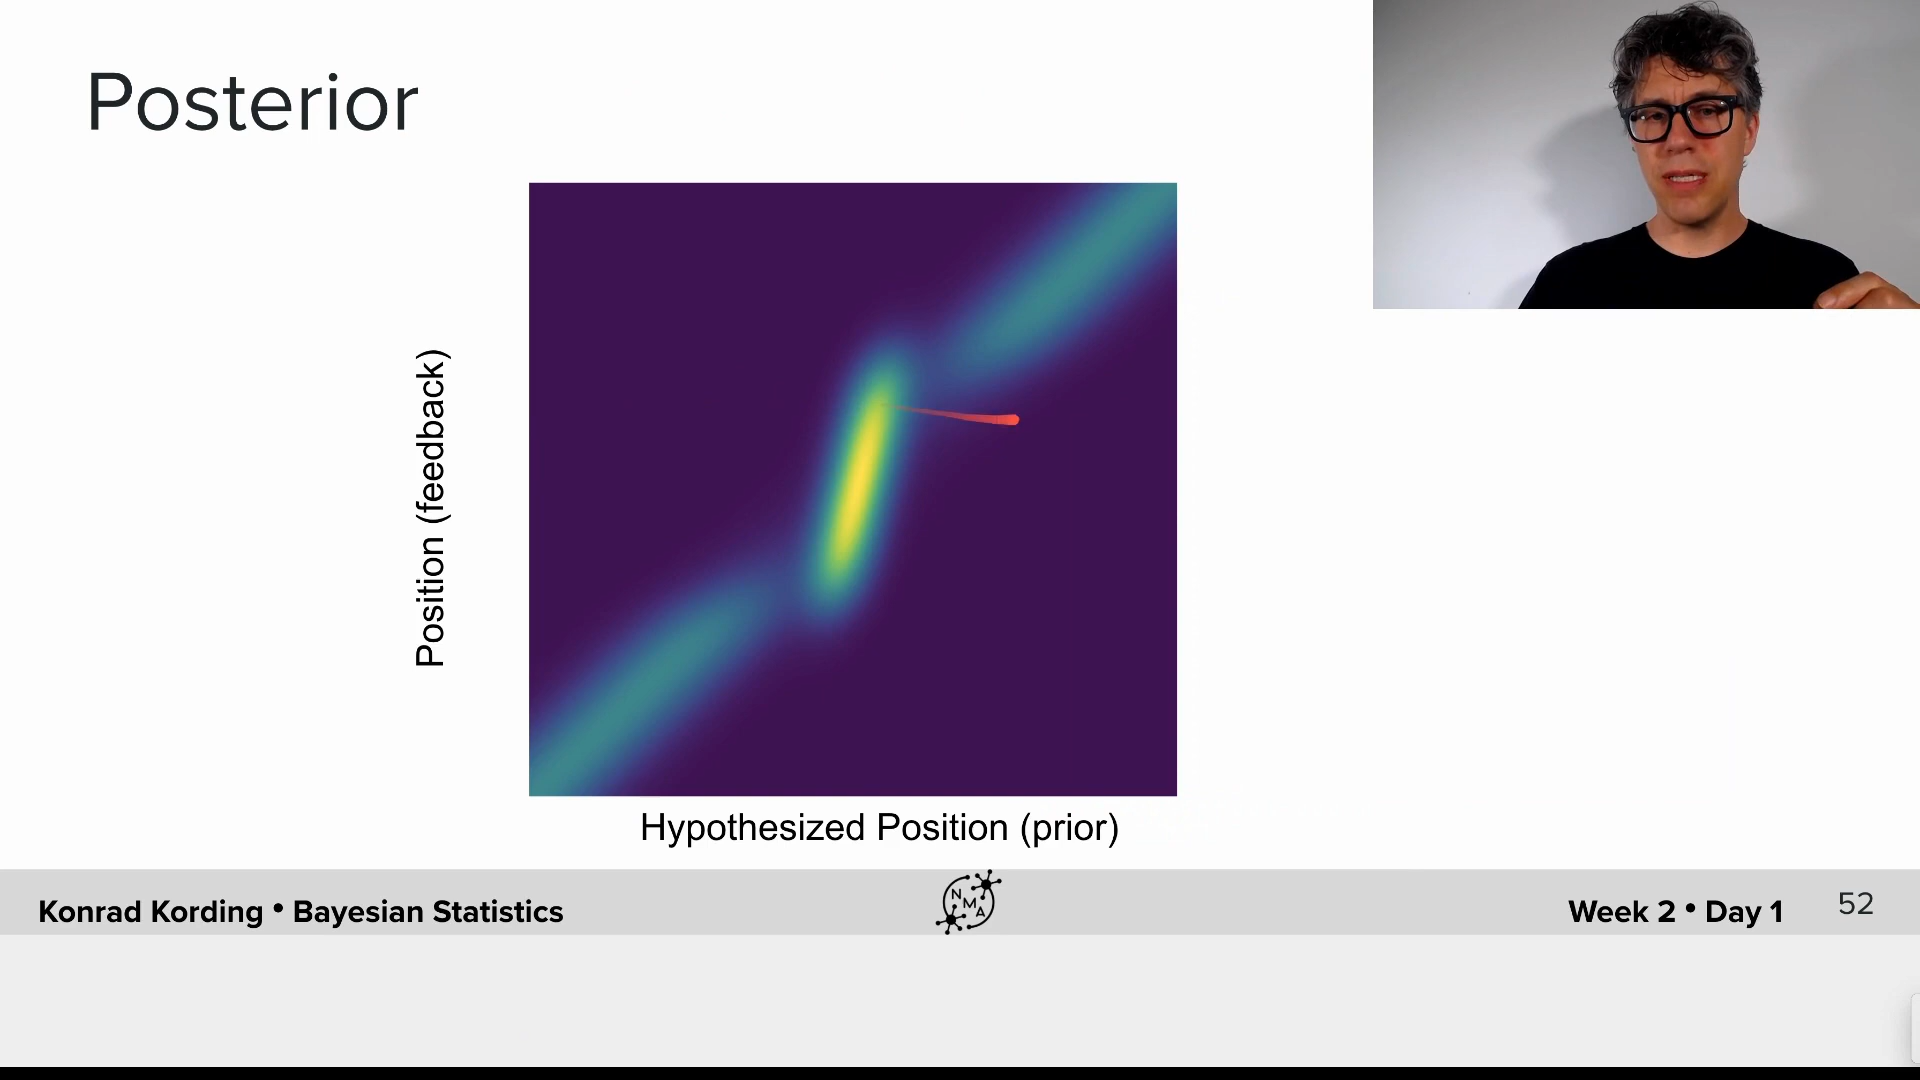 Posterior
Position (feedback)
Hypothesized Position (prior)
Konrad Kording • Bayesian Statistics
N
M
A
Week 2 • Day 1
52